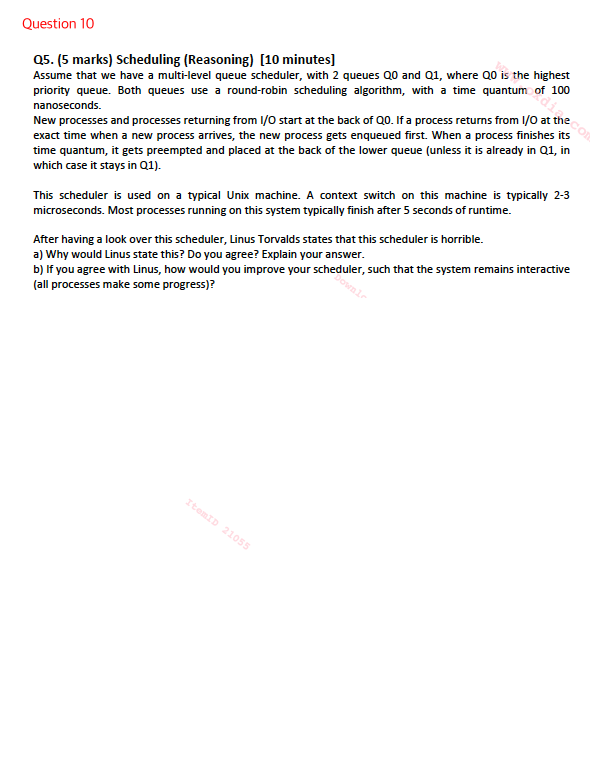 Question 10
Q5. (5 marks) Scheduling (Reasoning) [10 minutes]
Assume that we have a multi-level queue scheduler, with 2 queues Q0 and Q1, where Q0 is the highest
priority queue. Both queues use a round-robin scheduling algorithm, with a time quantum of 100
nanoseconds.
New processes and processes returning from I/O start at the back of Q0. If a process returns from I/O at the
exact time when a new process arrives, the new process gets enqueued first. When a process finishes its
time quantum, it gets preempted and placed at the back of the lower queue (unless it is already in Q1, in
which case it stays in Q1).
This scheduler is used on a typical Unix machine. A context switch on this machine is typically 2-3
microseconds. Most processes running on this system typically finish after 5 seconds of runtime.
After having a look over this scheduler, Linus Torvalds states that this scheduler is horrible.
a) Why would Linus state this? Do you agree? Explain your answer.
b) If you agree with Linus, how would you improve your scheduler, such that the system remains interactive
(all processes make some progress)?
ItemID 21055